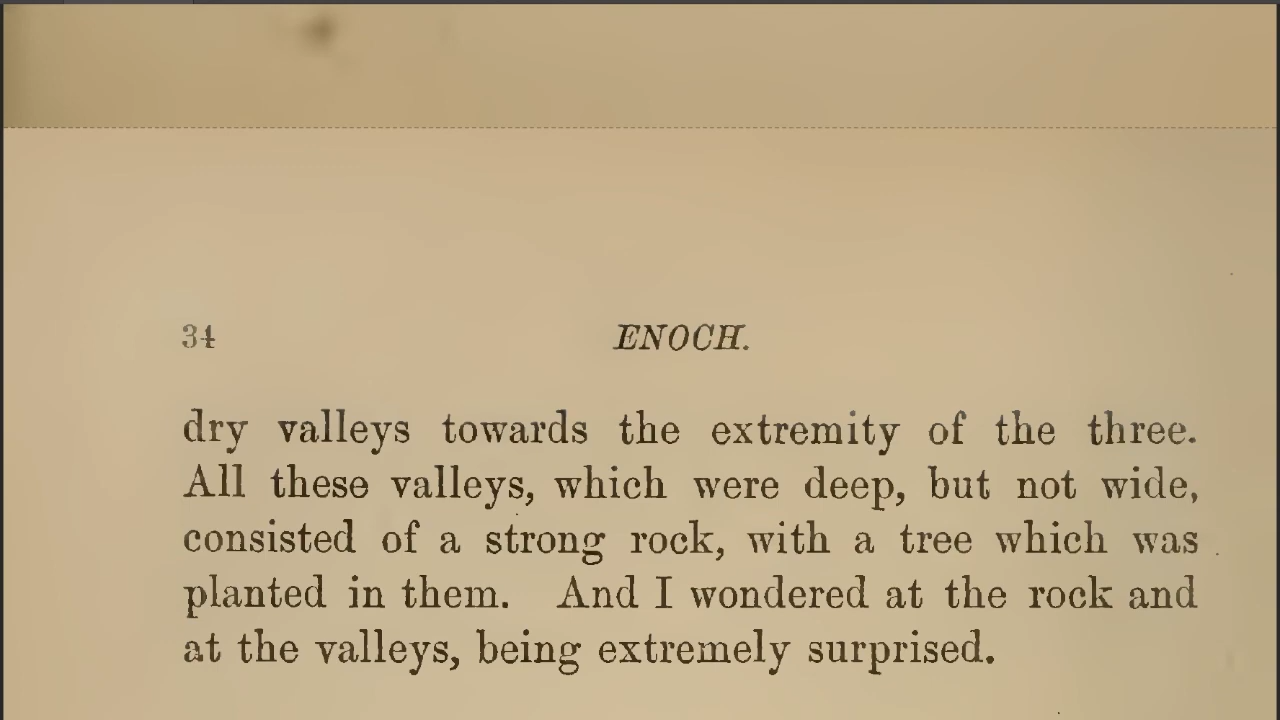 34 ENOCH.
dry valleys towards the extremity of the three.
All these valleys, which were deep, but not wide,
consisted of a strong rock, with a tree which was
planted in them. And I wondered at the rock and
at the valleys, being extremely surprised.